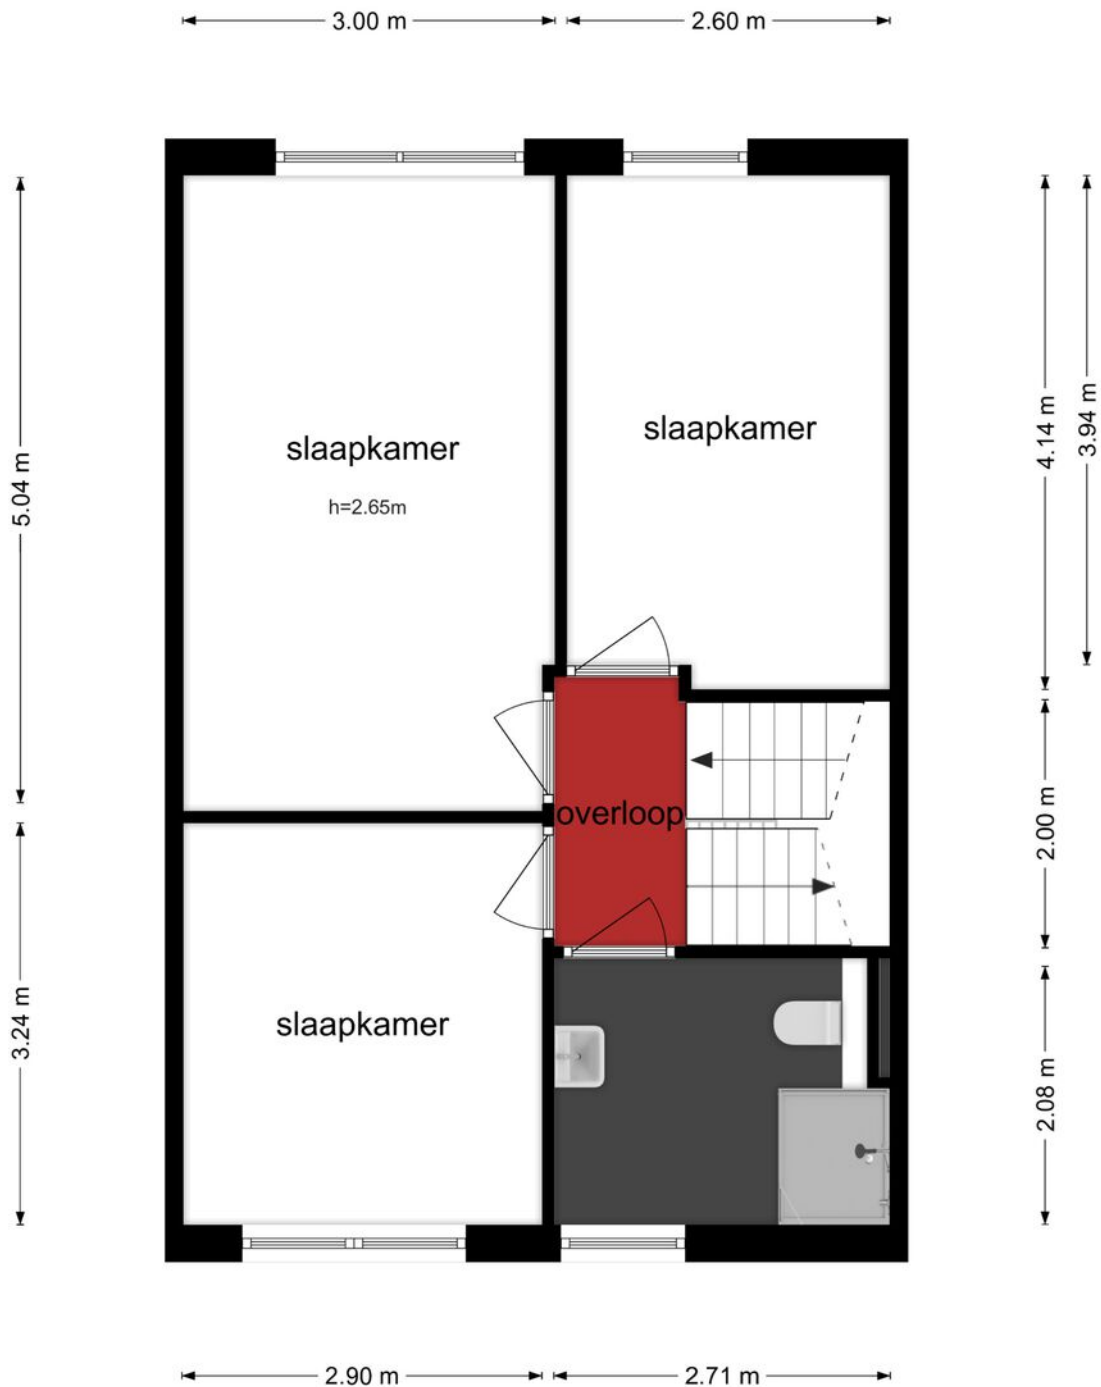 3.00 m
2.60 m
slaapkamer
h=2.65m
slaapkamer
5.04 m
4.14 m
3.94 m
overloop
2.00 m
slaapkamer
3.24 m
2.08 m
2.90 m
2.71 m